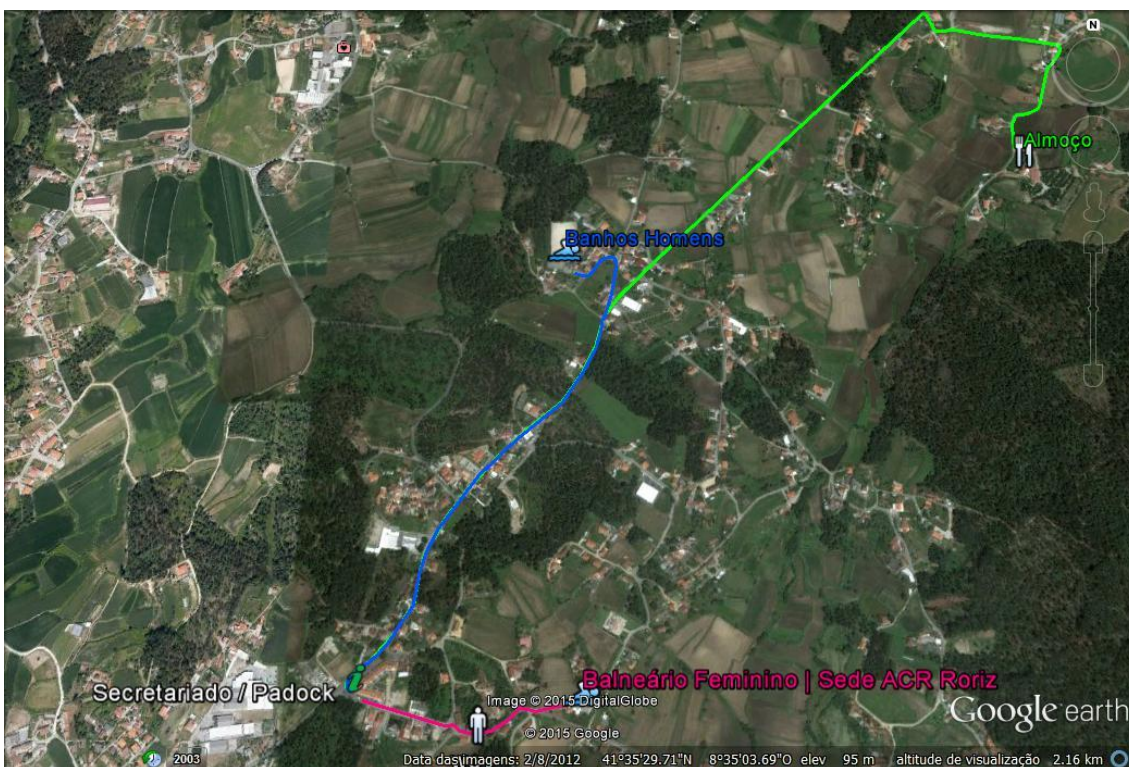 N
Almoço
Banhos Homens
Balneário Feminino | Sede ACR Roriz
Secretariado / Padock
Image © 2015 DigitalGlobe
© 2015 Google
Google earth
2003
Data das imagens: 2/8/2012 41°35'29.71"N 8°35'03.69"O elev 95 m altitude de visualização 2.16 km